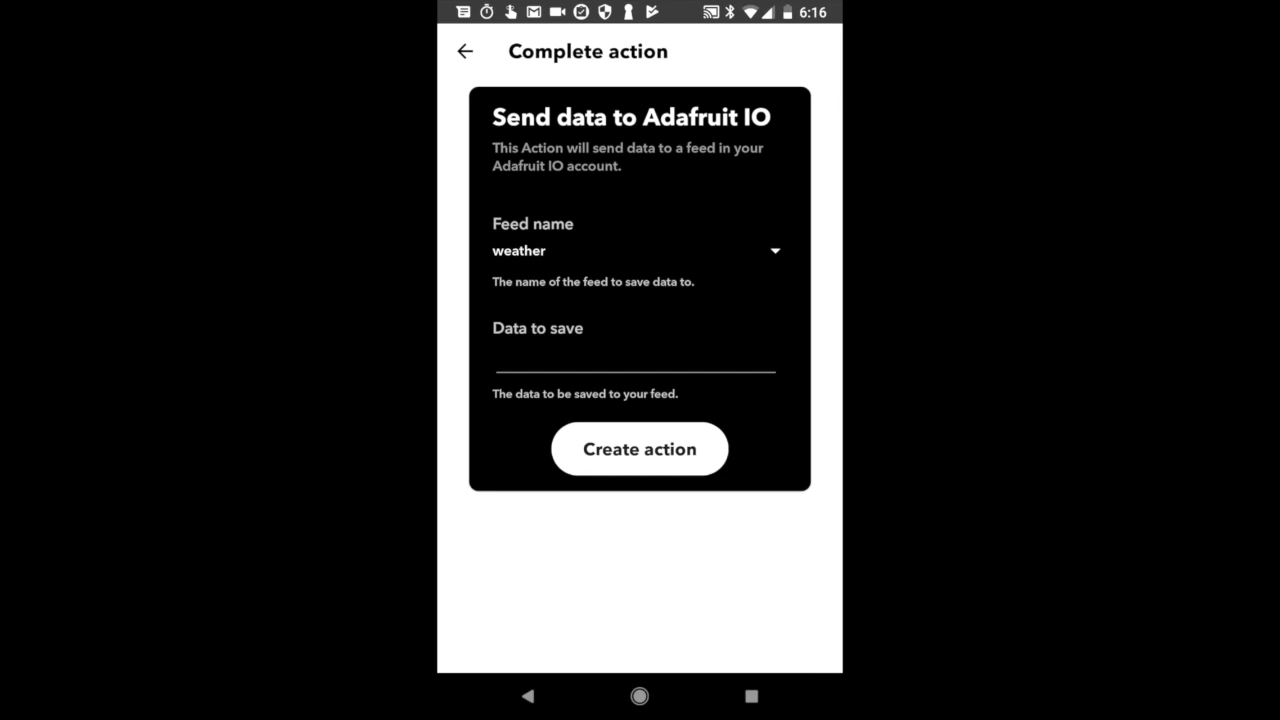 6:16
Complete action
Send data to Adafruit IO
This Action will send data to a feed in your
Adafruit IO account.
Feed name
weather
The name of the feed to save data to.
Data to save
The data to be saved to your feed.
Create action